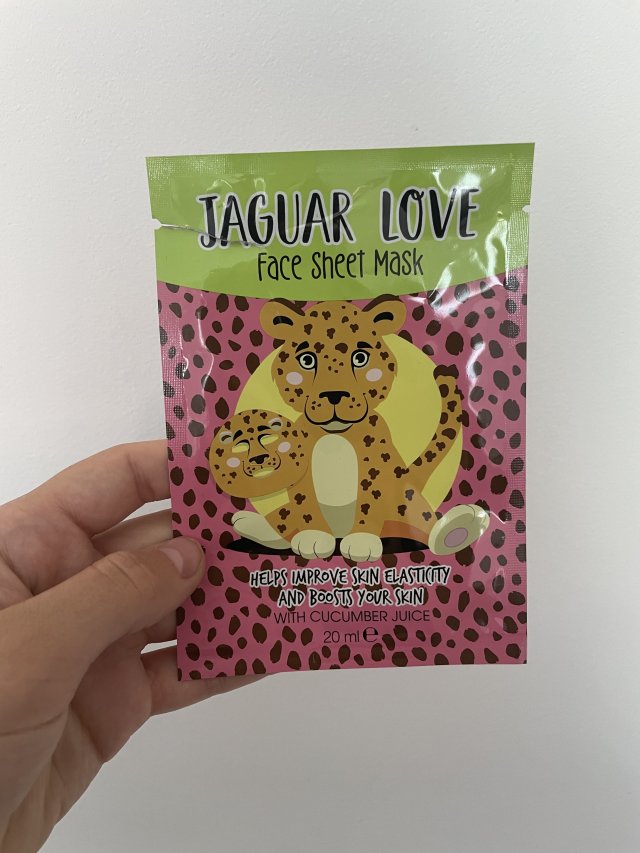 JAGUAR LOVE
Face Sheet Mask
HELPS IMPROVE SKIN ELASTICITY
AND BOOSTS YOUR SKIN
WITH CUCUMBER JUICE
20 ml ℮